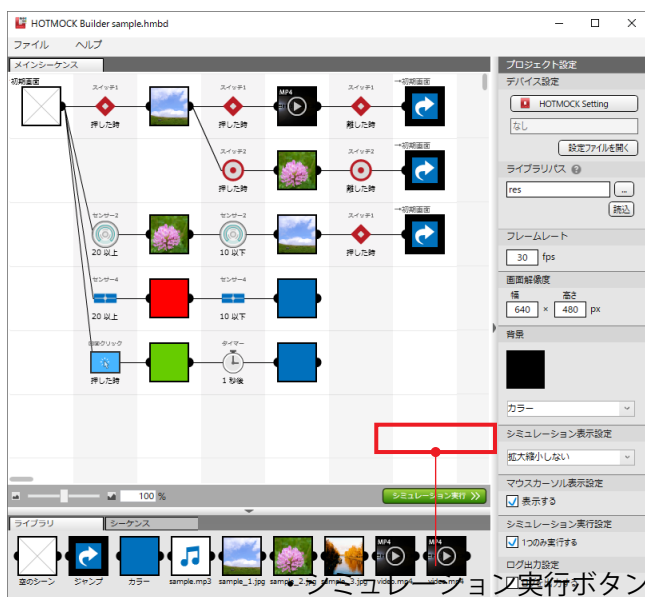 HOTMOCK Builder sample.hmbd
ファイル ヘルプ
メインシーケンス
初期画面
スイッチ1
押した時
スイッチ1
押した時
MP4
スイッチ1
離した時
→初期画面
スイッチ2
押した時
スイッチ2
離した時
→初期画面
センサー2
20 以上
センサー2
10 以下
スイッチ1
押した時
→初期画面
センサー4
20 以上
センサー4
10 以下
画面クリック
押した時
タイマー
1 秒後
100 %
シミュレーション実行
ライブラリ シーケンス
空のシーン
ジャンプ
カラー
sample.mp3
sample_1.jpg
sample_2.jpg
sample_3.jpg
MP4
video.mp4
MP4
video.mp4
プロジェクト設定
デバイス設定
HOTMOCK Setting
なし
設定ファイルを開く
ライブラリパス ?
res ...
読込
フレームレート
30 fps
画面解像度
幅 高さ
640 × 480 px
背景
カラー
シミュレーション表示設定
拡大縮小しない
マウスカーソル表示設定
表示する
シミュレーション実行設定
1つのみ実行する
ログ出力設定
シミュレーション実行ボタン